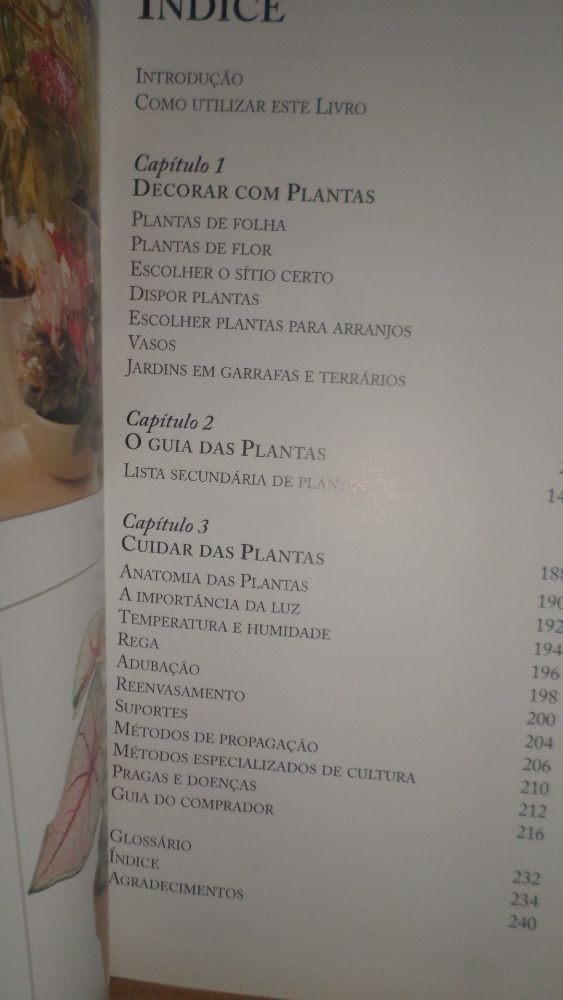 ÍNDICE
INTRODUÇÃO
COMO UTILIZAR ESTE LIVRO
Capítulo 1
DECORAR COM PLANTAS
PLANTAS DE FOLHA
PLANTAS DE FLOR
ESCOLHER O SÍTIO CERTO
DISPOR PLANTAS
ESCOLHER PLANTAS PARA ARRANJOS
VASOS
JARDINS EM GARRAFAS E TERRÁRIOS
Capítulo 2
O GUIA DAS PLANTAS
LISTA SECUNDÁRIA DE
Capítulo 3
CUIDAR DAS PLANTAS 188
ANATOMIA DAS PLANTAS 190
A IMPORTÂNCIA DA LUZ 192
TEMPERATURA E HUMIDADE 194
REGA 196
ADUBAÇÃO 198
REENVASAMENTO 200
SUPORTES 204
MÉTODOS DE PROPAGAÇÃO 206
MÉTODOS ESPECIALIZADOS DE CULTURA 210
PRAGAS E DOENÇAS 212
GUIA DO COMPRADOR 216
GLOSSÁRIO 232
ÍNDICE 234
AGRADECIMENTOS 240